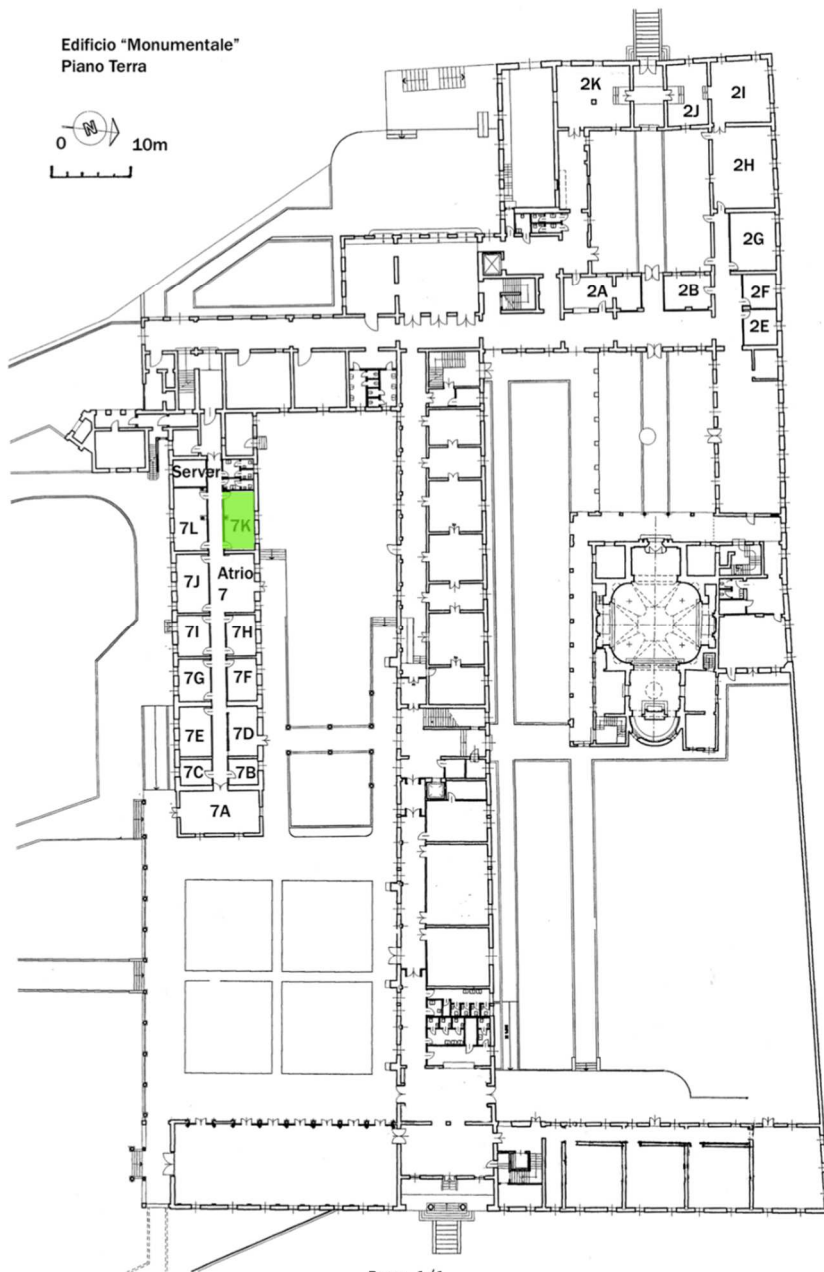 Edificio “Monumentale”
Piano Terra
N
0 10m
2K
2J
2I
2H
2G
2A
2B
2F
2E
Server
7L
7K
7J
Atrio
7
7I
7H
7G
7F
7E
7D
7C
7B
7A